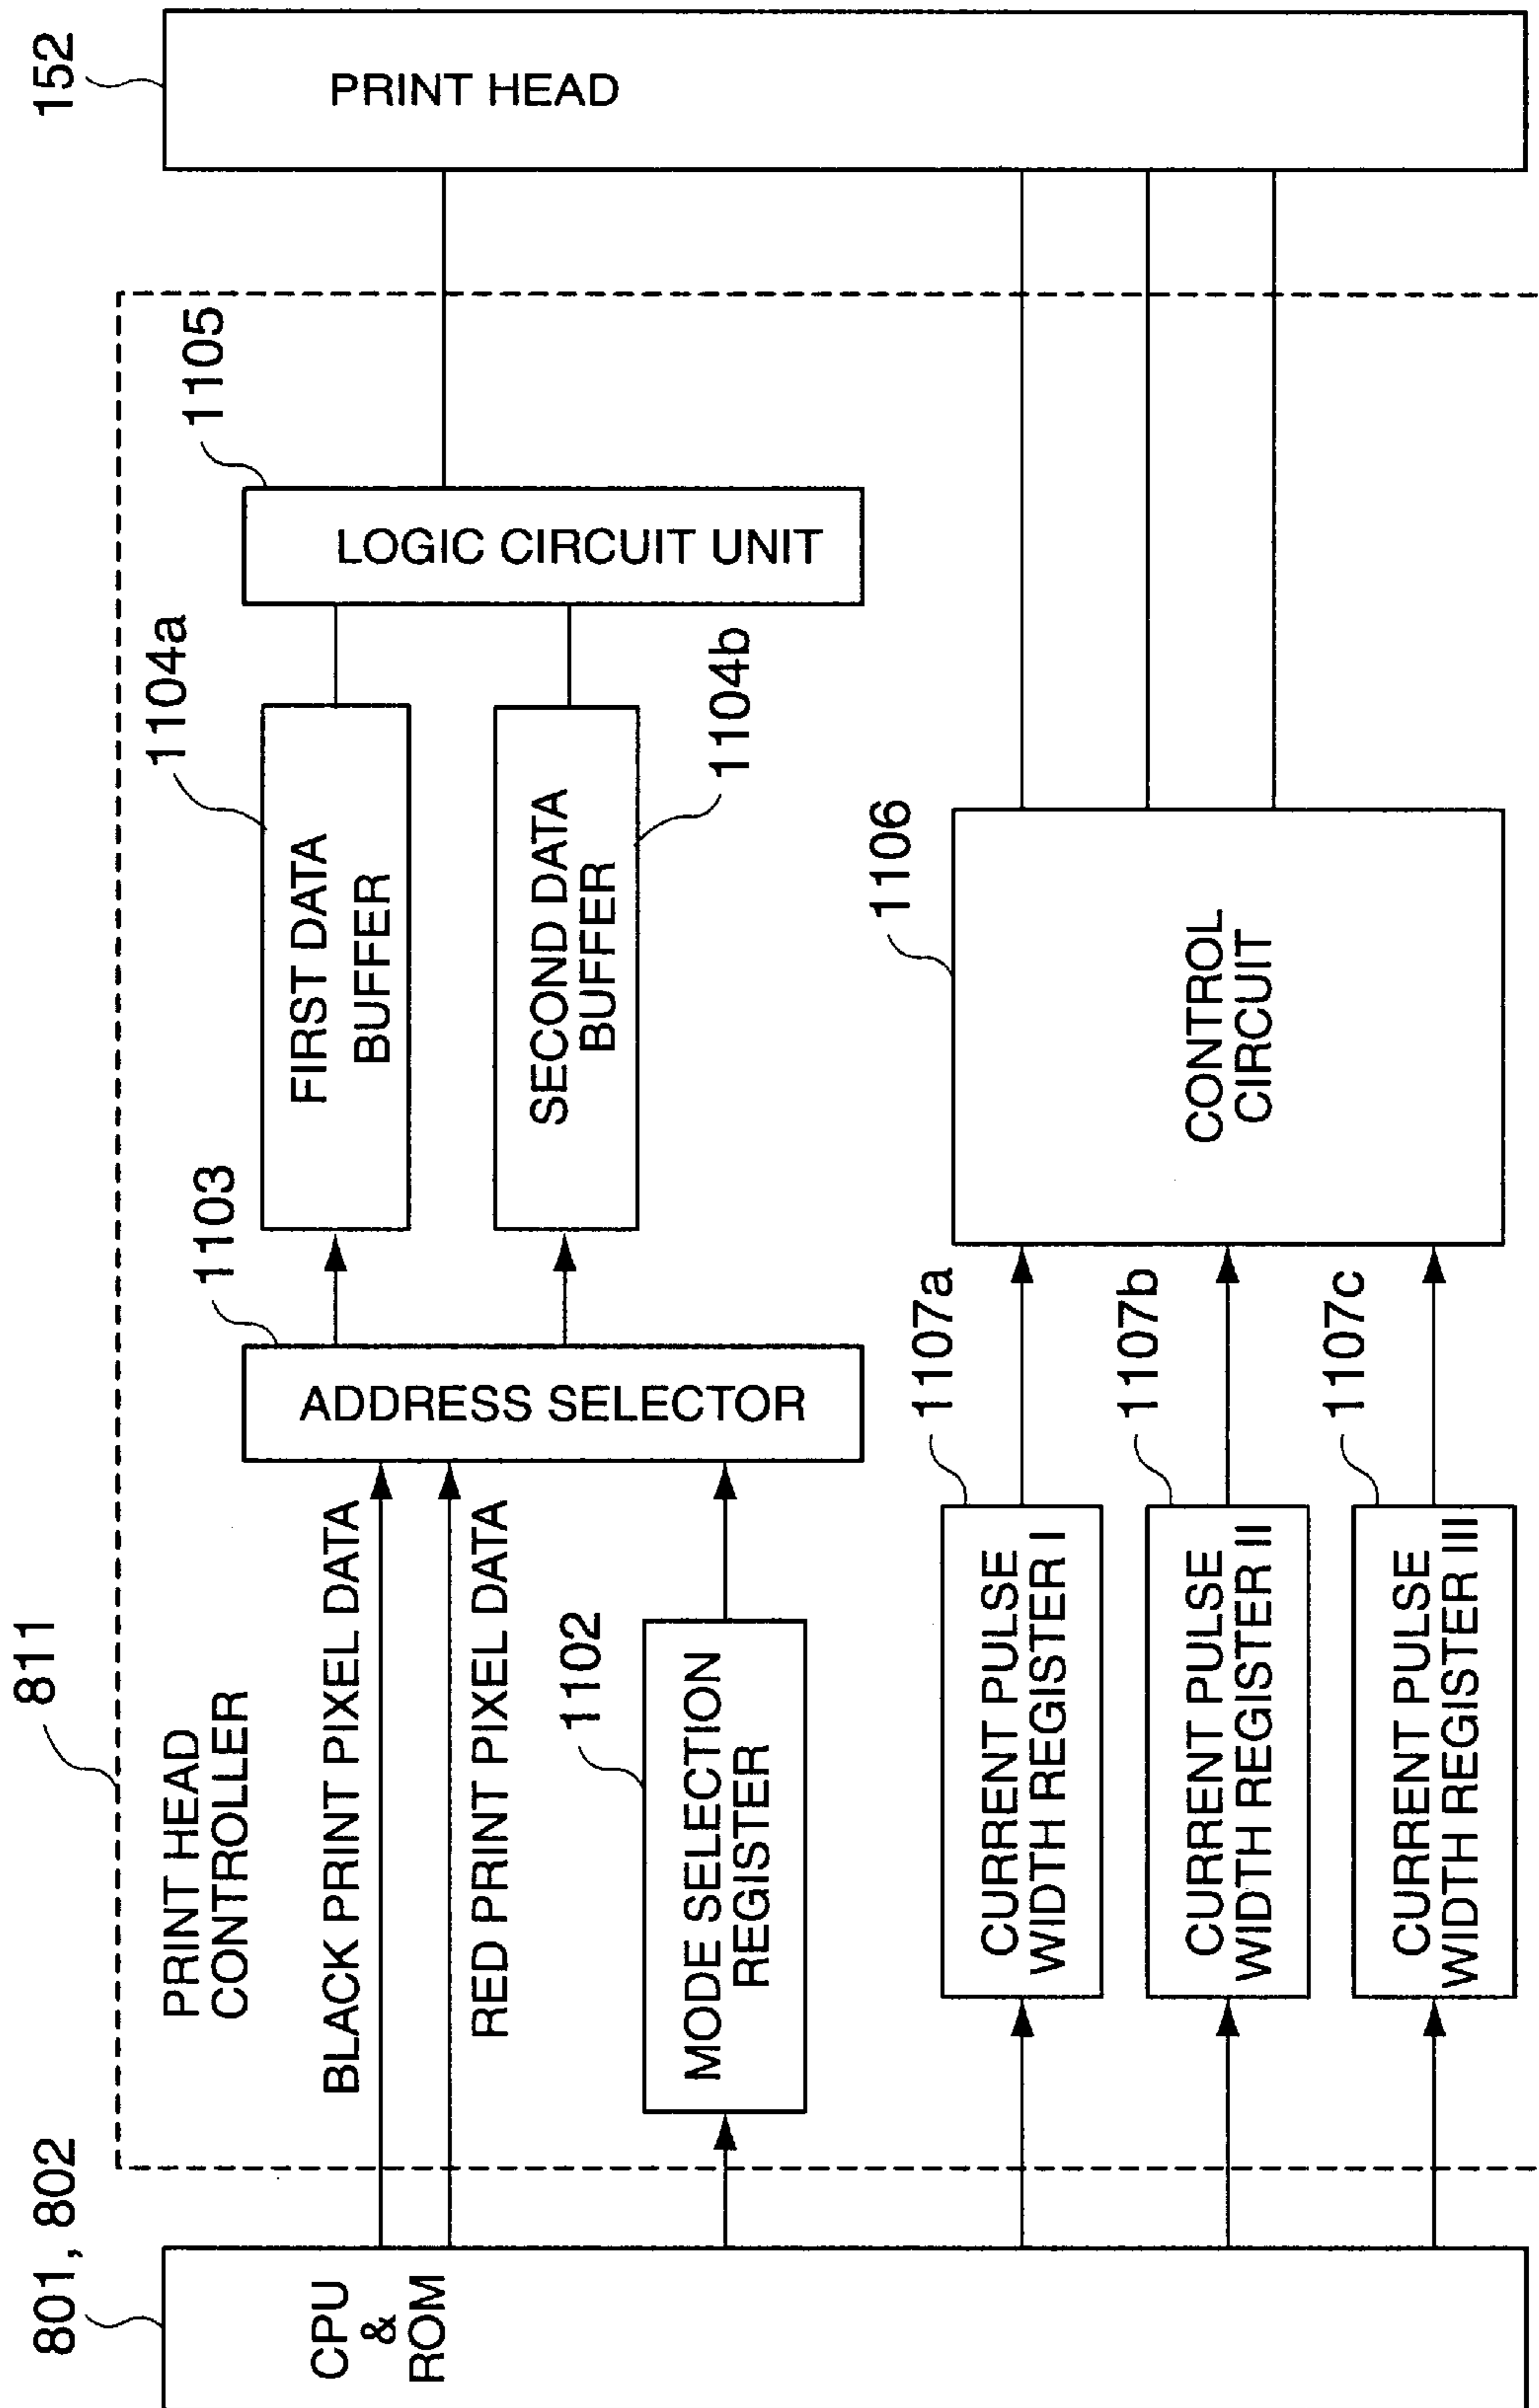 801, 802
CPU
&
ROM
811
PRINT HEAD
CONTROLLER
BLACK PRINT PIXEL DATA
RED PRINT PIXEL DATA
1102
MODE SELECTION
REGISTER
1103
ADDRESS SELECTOR
1104a
FIRST DATA
BUFFER
SECOND DATA
BUFFER
1104b
1105
LOGIC CIRCUIT UNIT
152
PRINT HEAD
1107a
CURRENT PULSE
WIDTH REGISTER I
1107b
CURRENT PULSE
WIDTH REGISTER II
1107c
CURRENT PULSE
WIDTH REGISTER III
1106
CONTROL
CIRCUIT